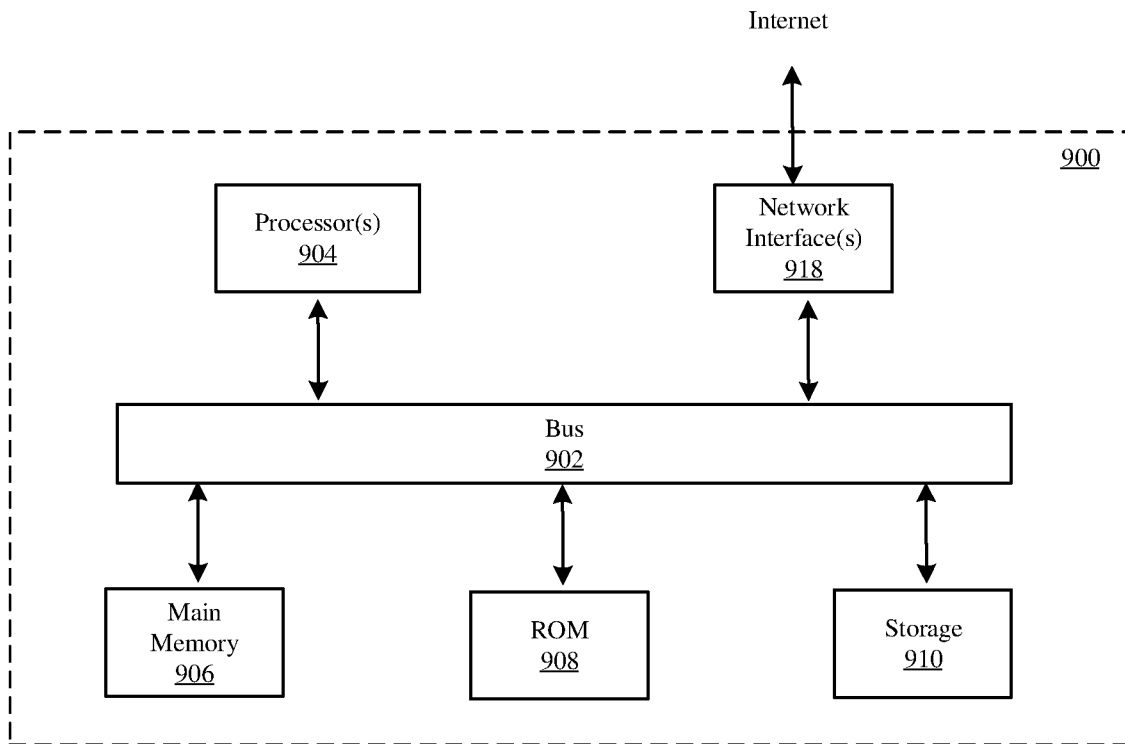 Internet
900
Processor(s)
904
Network
Interface(s)
918
Bus
902
Main
Memory
906
ROM
908
Storage
910